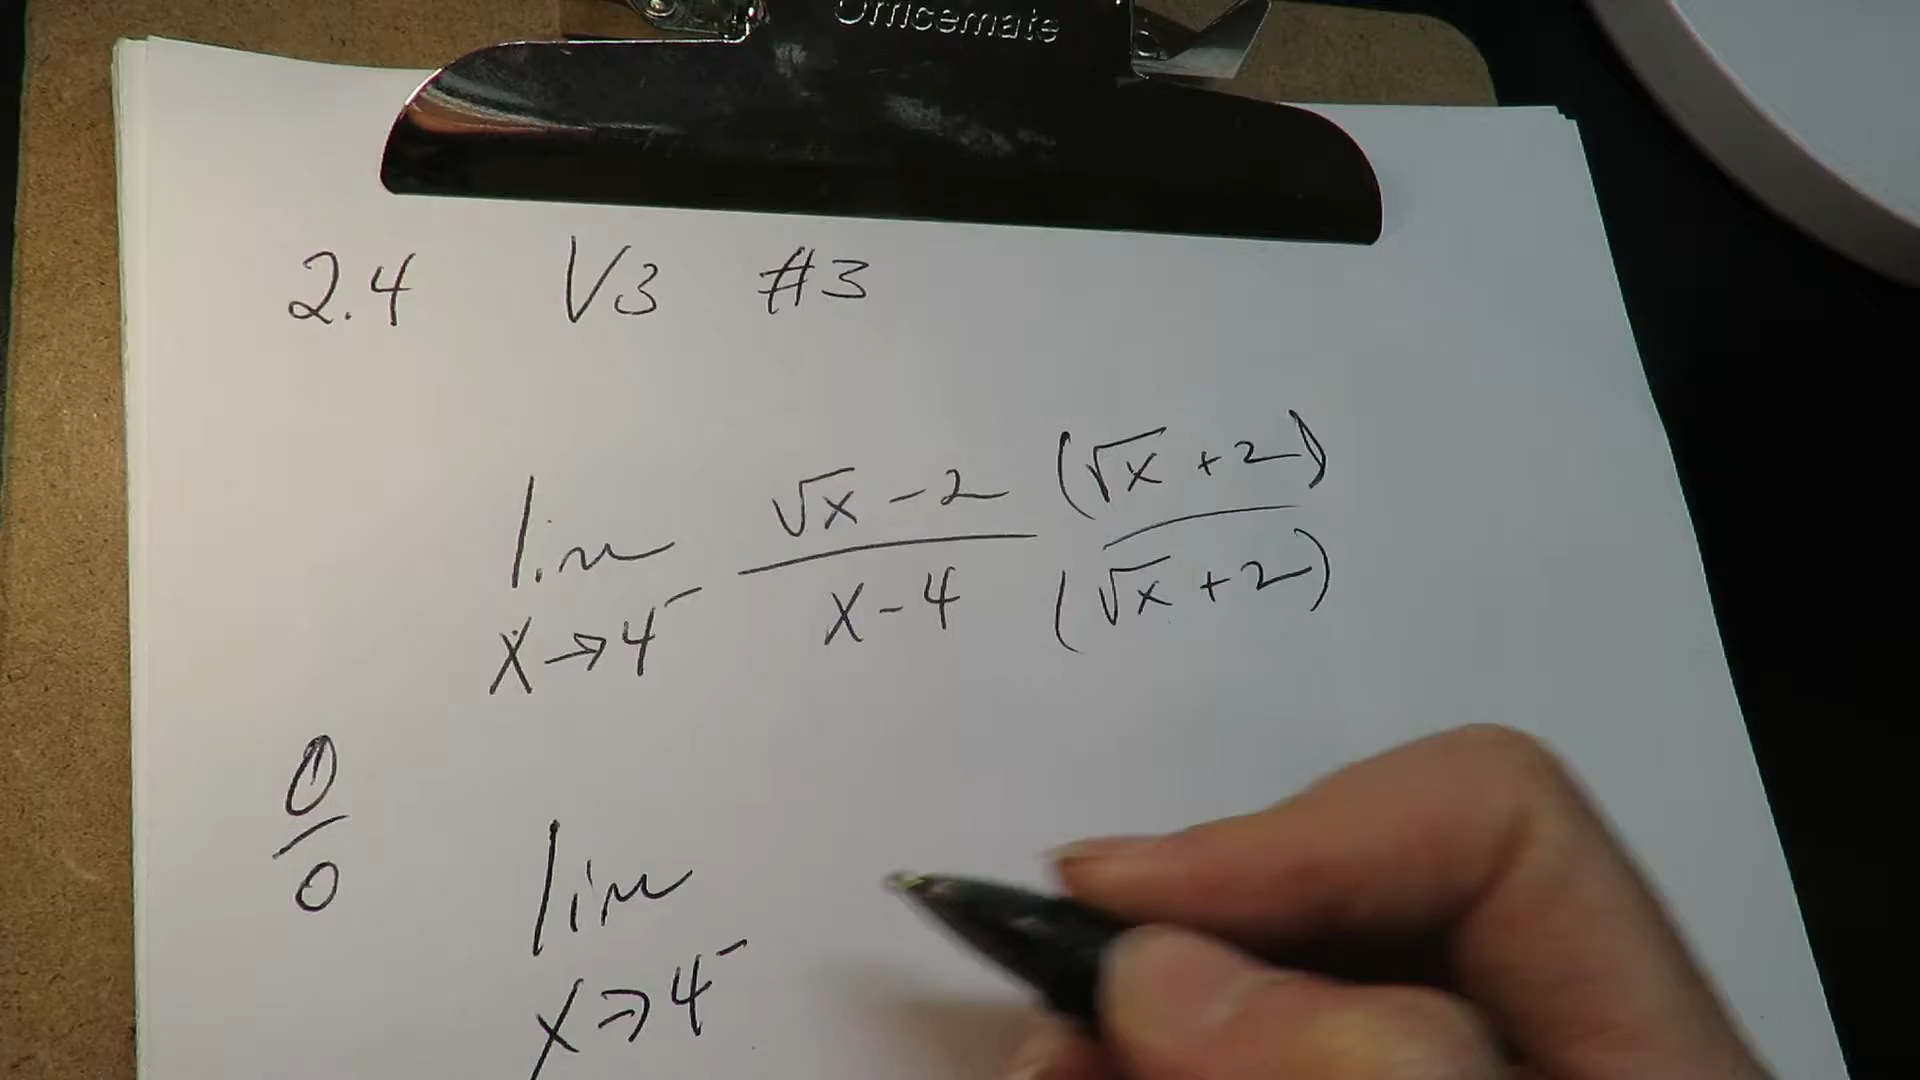 Officemate
2.4 V3 #3
lim x→4⁻ (√x - 2)/(x - 4) (√x + 2)/(√x + 2)
0/0
lim x→4⁻